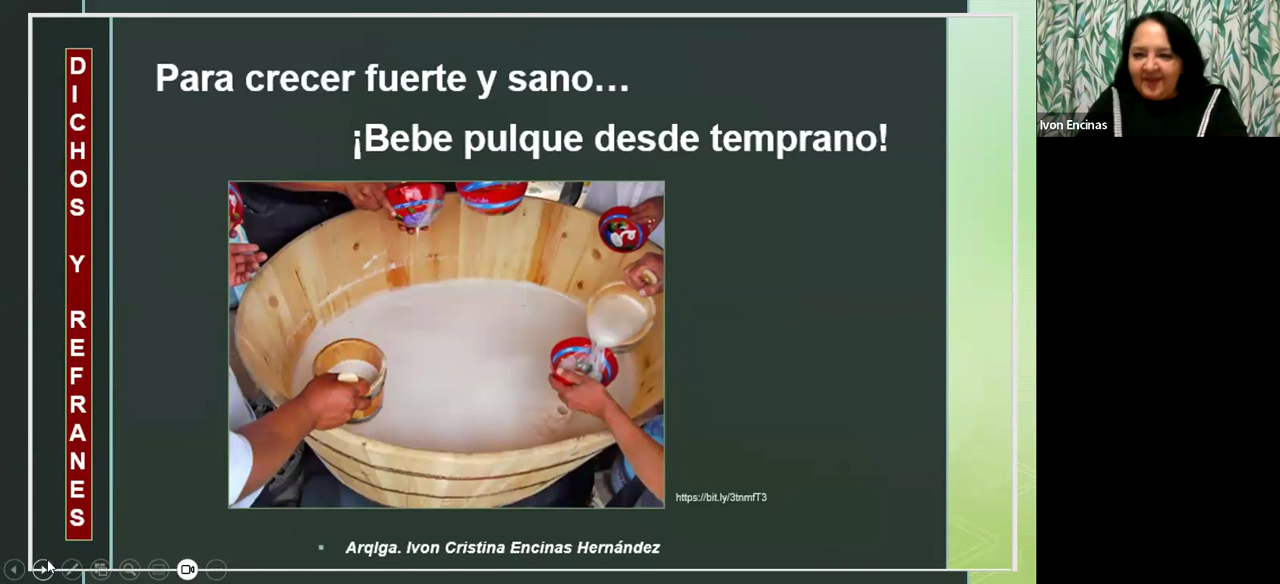 DICHOS Y REFRANES
Para crecer fuerte y sano...
¡Bebe pulque desde temprano!
https://bit.ly/3tnmfT3
Arqlga. Ivon Cristina Encinas Hernández
Ivon Encinas